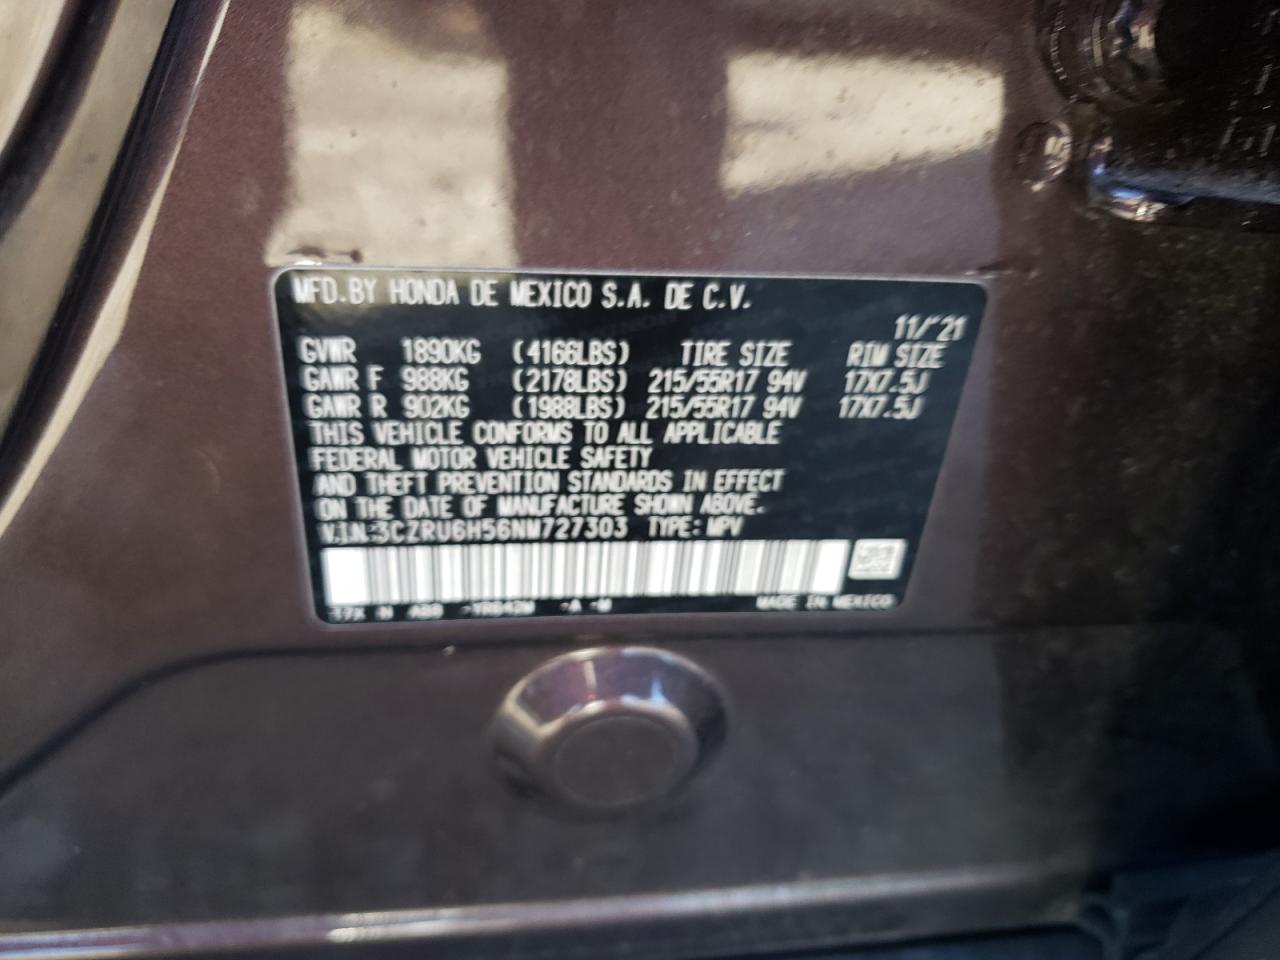 MFD.BY HONDA DE MEXICO S.A. DE C.V.
11/'21
GVWR 1890KG (4166LBS) TIRE SIZE RIM SIZE
GAWR F 988KG (2178LBS) 215/55R17 94V 17X7.5J
GAWR R 902KG (1988LBS) 215/55R17 94V 17X7.5J
THIS VEHICLE CONFORMS TO ALL APPLICABLE
FEDERAL MOTOR VEHICLE SAFETY
AND THEFT PREVENTION STANDARDS IN EFFECT
ON THE DATE OF MANUFACTURE SHOWN ABOVE.
V.I.N:3CZRU6H56NM727303 TYPE: MPV
-A -M MADE IN MEXICO